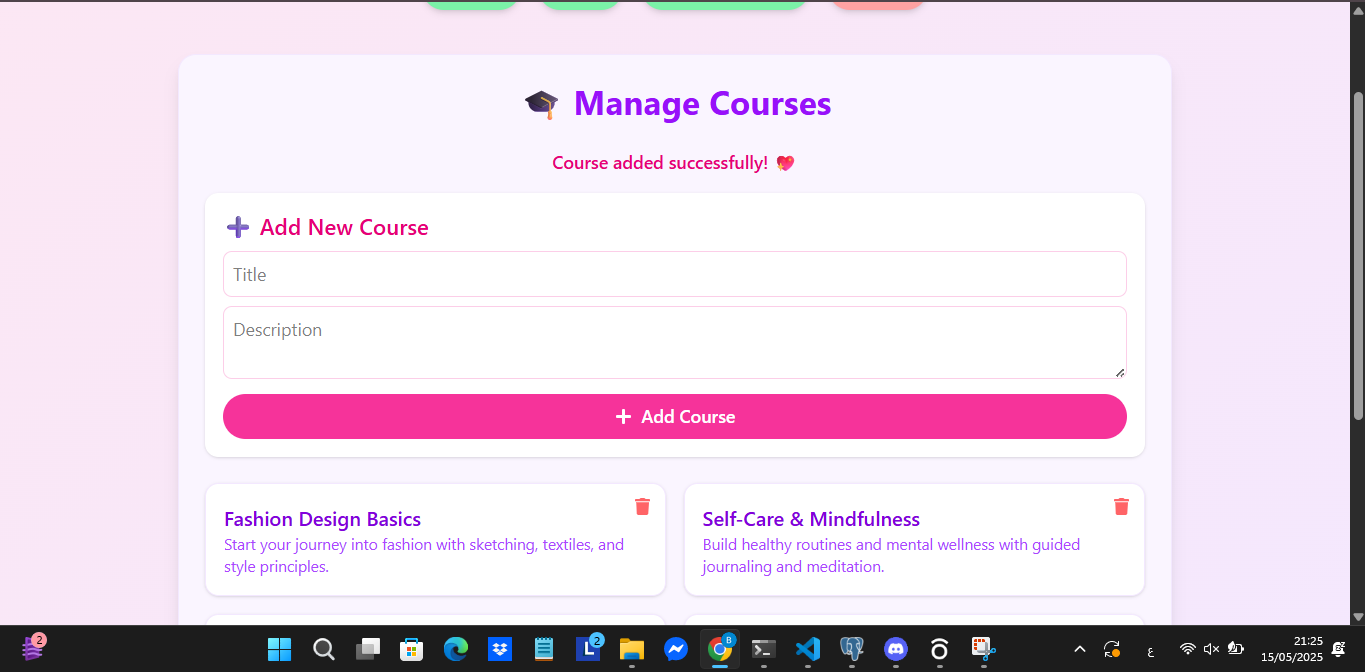 Manage Courses
Course added successfully!
Add New Course
Title
Description
Add Course
Fashion Design Basics
Start your journey into fashion with sketching, textiles, and
style principles.
Self-Care & Mindfulness
Build healthy routines and mental wellness with guided
journaling and meditation.
2
L
2
B
ع
21:25
15/05/2025